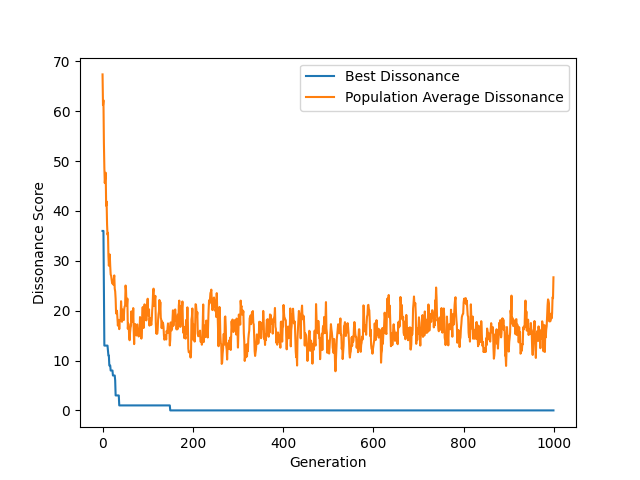 Best Dissonance
Population Average Dissonance
70
60
50
40
30
20
10
0
Dissonance Score
0 200 400 600 800 1000
Generation